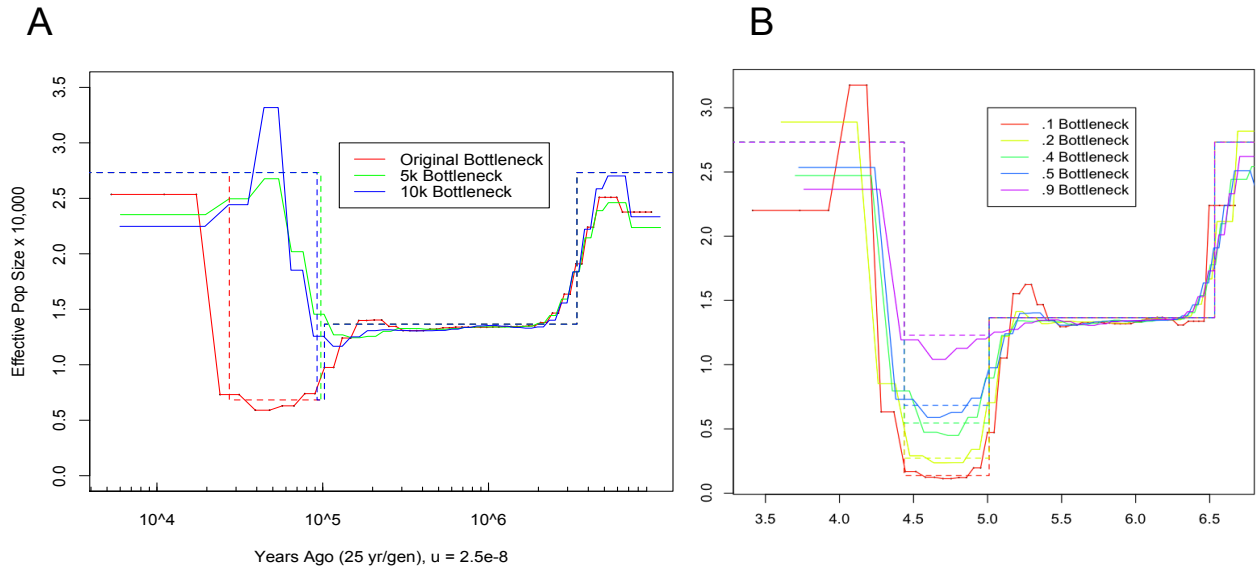 A
B
Effective Pop Size x 10,000
3.5
3.0
2.5
2.0
1.5
1.0
0.5
0.0
Original Bottleneck
5k Bottleneck
10k Bottleneck
10^4
10^5
10^6
Years Ago (25 yr/gen), u = 2.5e-8
3.0
2.5
2.0
1.5
1.0
0.5
0.0
.1 Bottleneck
.2 Bottleneck
.4 Bottleneck
.5 Bottleneck
.9 Bottleneck
3.5
4.0
4.5
5.0
5.5
6.0
6.5